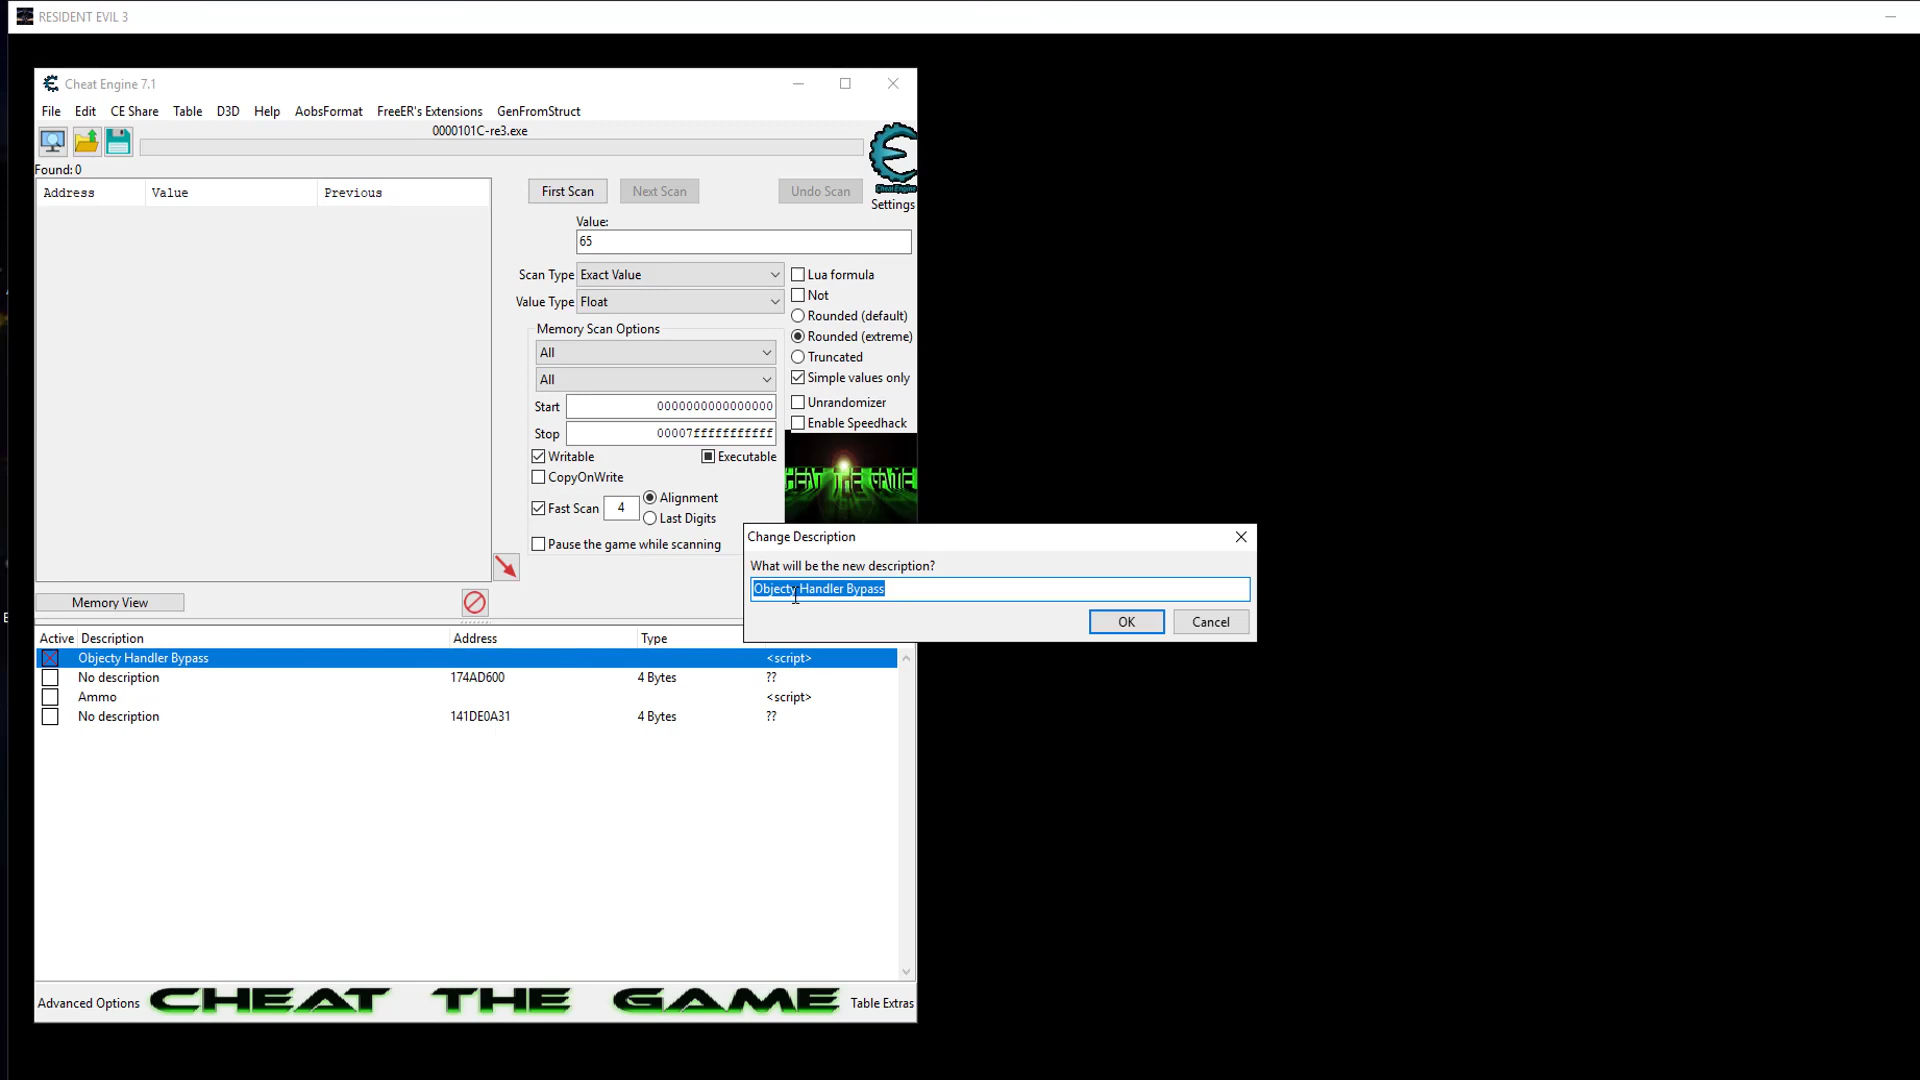 RESIDENT EVIL 3
Cheat Engine 7.1
File Edit CE Share Table D3D Help AobsFormat FreeER's Extensions GenFromStruct
0000101C-re3.exe
Found: 0
Address Value Previous
First Scan Next Scan Undo Scan
Cheat Engine
Settings
Value:
65
Scan Type Exact Value
Lua formula
Value Type Float
Not
Rounded (default)
Memory Scan Options
Rounded (extreme)
All
Truncated
All
Simple values only
Start 0000000000000000
Unrandomizer
Stop 00007fffffffffff
Enable Speedhack
Writable Executable
CopyOnWrite
CHEAT THE GAME
Fast Scan 4 Alignment
Last Digits
Pause the game while scanning
Change Description
What will be the new description?
Objecty Handler Bypass
OK Cancel
Memory View
Active Description Address Type
Objecty Handler Bypass <script>
No description 174AD600 4 Bytes ??
Ammo <script>
No description 141DE0A31 4 Bytes ??
Advanced Options CHEAT THE GAME Table Extras